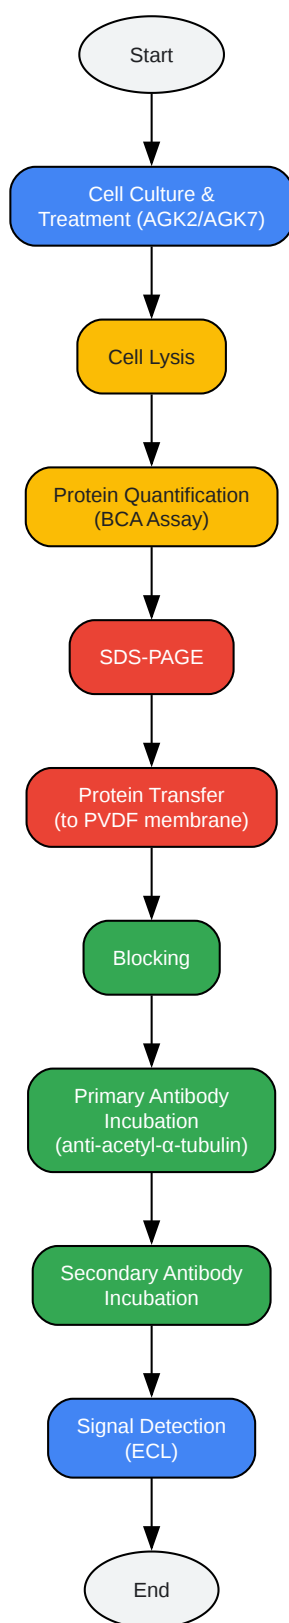 Start
Cell Culture &
Treatment (AGK2/AGK7)
Cell Lysis
Protein Quantification
(BCA Assay)
SDS-PAGE
Protein Transfer
(to PVDF membrane)
Blocking
Primary Antibody
Incubation
(anti-acetyl-α-tubulin)
Secondary Antibody
Incubation
Signal Detection
(ECL)
End